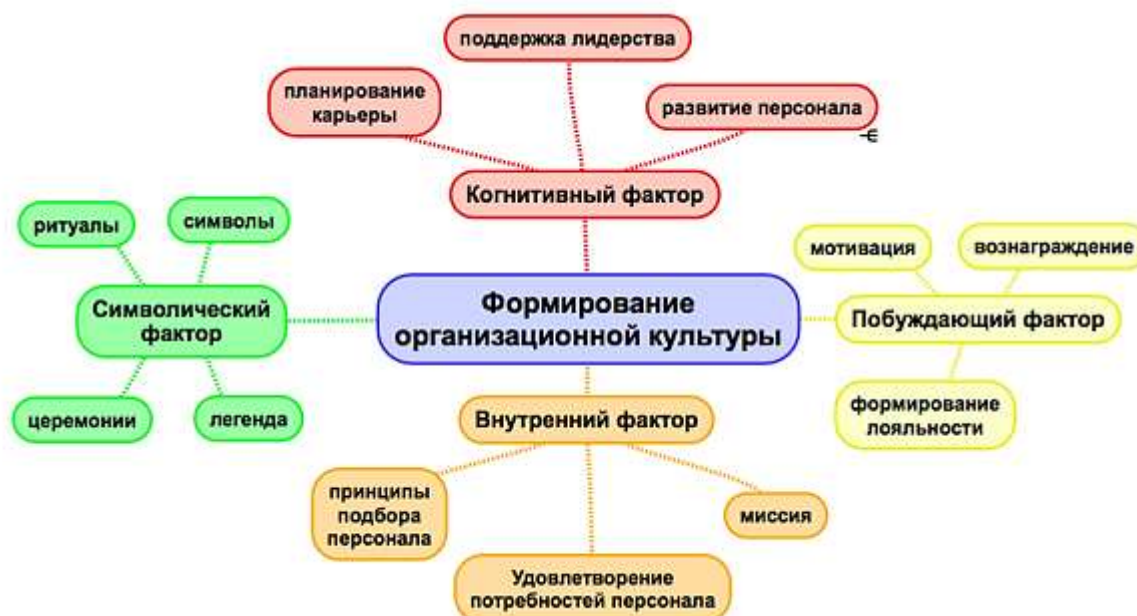 поддержка лидерства
планирование
карьеры
развитие персонала
Когнитивный фактор
ритуалы
символы
Символический
фактор
церемонии
легенда
Формирование
организационной культуры
мотивация
вознаграждение
Побуждающий фактор
формирование
лояльности
Внутренний фактор
принципы
подбора
персонала
Удовлетворение
потребностей персонала
миссия